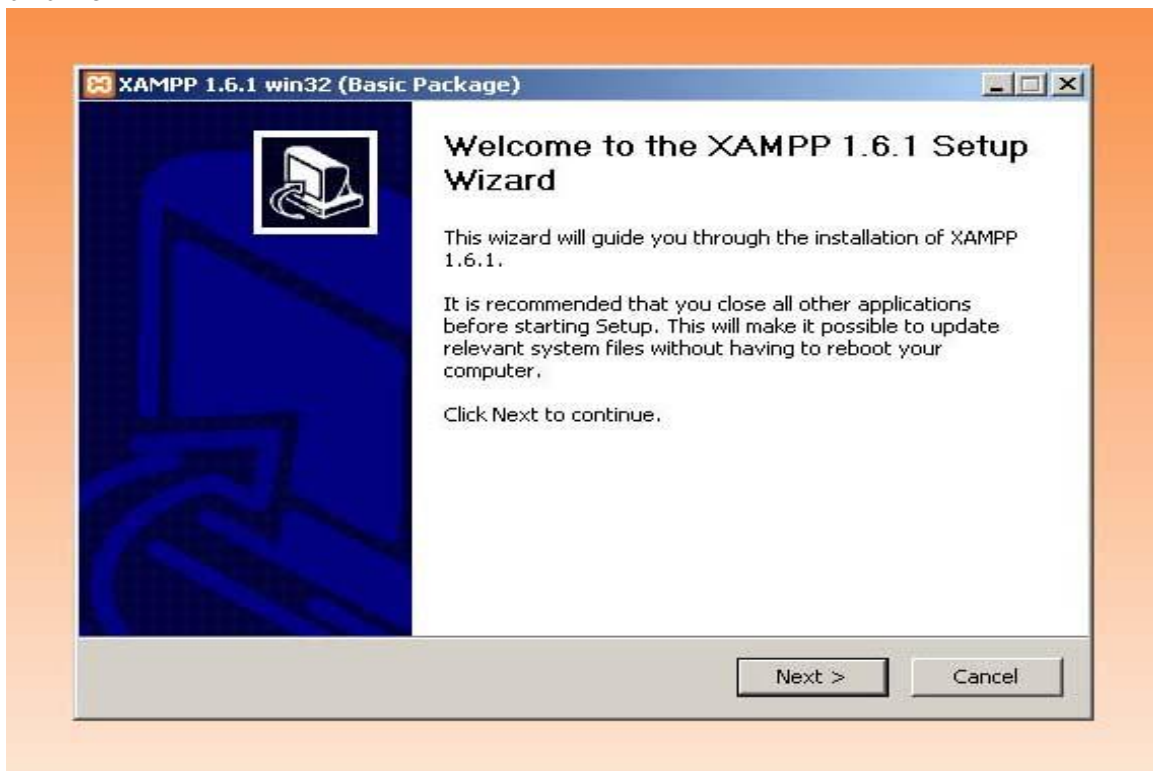 XAMPP 1.6.1 win32 (Basic Package)
Welcome to the XAMPP 1.6.1 Setup
Wizard
This wizard will guide you through the installation of XAMPP
1.6.1.
It is recommended that you close all other applications
before starting Setup. This will make it possible to update
relevant system files without having to reboot your
computer.
Click Next to continue.
Next >
Cancel